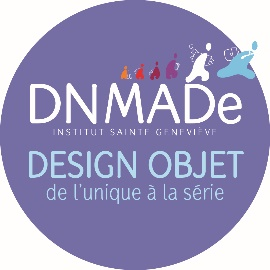 DNMADe
INSTITUT SAINTE GENEVIÈVE
DESIGN OBJET
de l'unique à la série